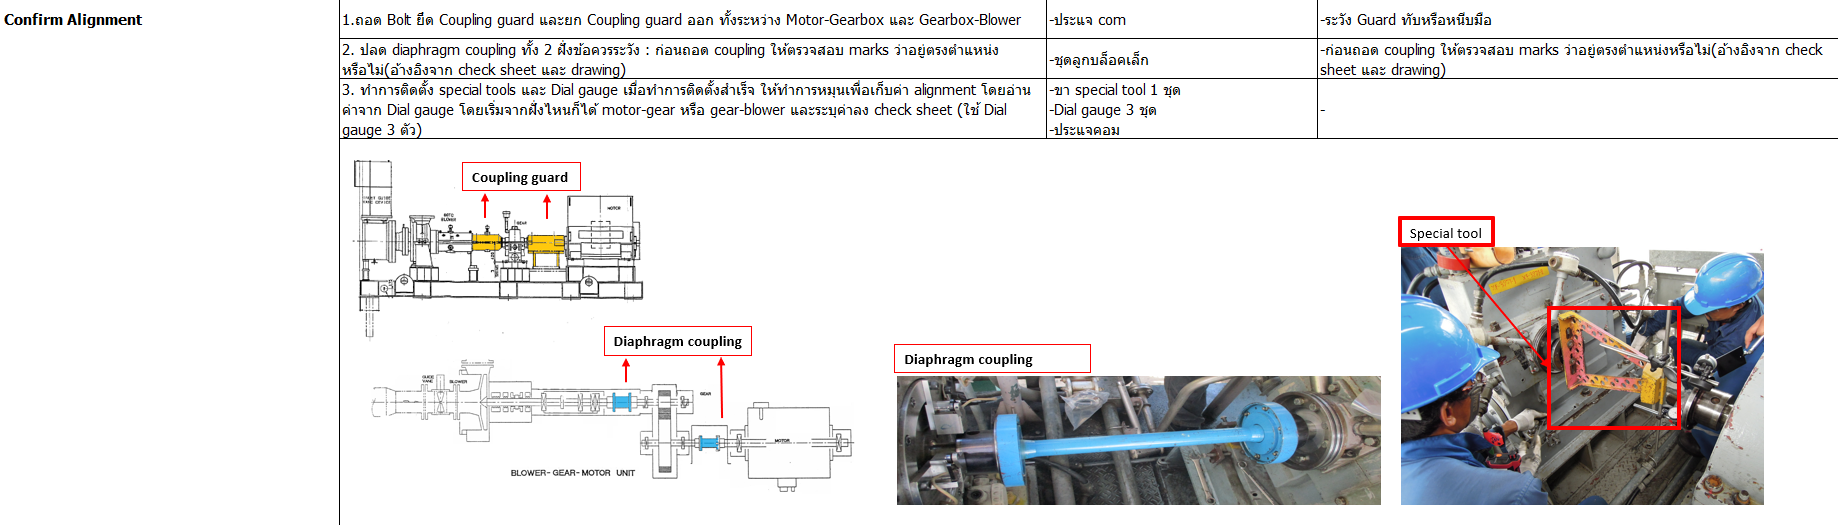 Confirm Alignment
1.ถอด Bolt ยึด Coupling guard และยก Coupling guard ออก ทั้งระหว่าง Motor-Gearbox และ Gearbox-Blower
-ประแจ com
-ระวัง Guard ทับหรือหนีบมือ
2. ปลด diaphragm coupling ทั้ง 2 ฝั่งข้อควรระวัง : ก่อนถอด coupling ให้ตรวจสอบ marks ว่าอยู่ตรงตำแหน่ง
หรือไม่(อ้างอิงจาก check sheet และ drawing)
-ชุดลูกบล็อคเล็ก
-ก่อนถอด coupling ให้ตรวจสอบ marks ว่าอยู่ตรงตำแหน่งหรือไม่(อ้างอิงจาก check
sheet และ drawing)
3. ทำการติดตั้ง special tools และ Dial gauge เมื่อทำการติดตั้งสำเร็จ ให้ทำการหมุนเพื่อเก็บค่า alignment โดยอ่าน
ค่าจาก Dial gauge โดยเริ่มจากฝั่งไหนก็ได้ motor-gear หรือ gear-blower และระบุค่าลง check sheet (ใช้ Dial
gauge 3 ตัว)
-ขา special tool 1 ชุด
-Dial gauge 3 ชุด
-ประแจคอม
-
Coupling guard
BLOWER
GEAR
MOTOR
Special tool
Diaphragm coupling
Diaphragm coupling
GUIDE
VANE
BLOWER
GEAR
MOTOR
BLOWER-GEAR-MOTOR UNIT